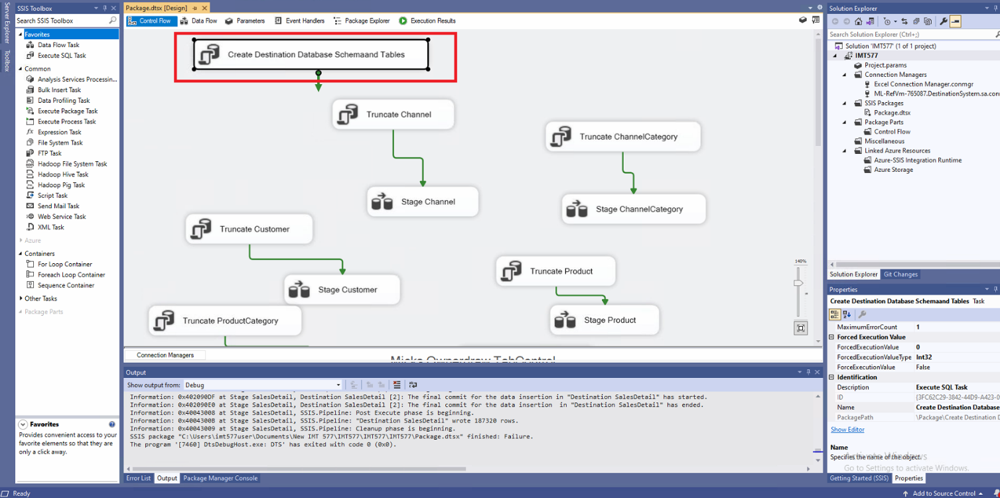 Server Explorer
Toolbox
SSIS Toolbox
Search SSIS Toolbox
Favorites
Data Flow Task
Execute SQL Task
Common
Analysis Services Processin...
Bulk Insert Task
Data Profiling Task
Execute Package Task
Execute Process Task
Expression Task
File System Task
FTP Task
Hadoop File System Task
Hadoop Hive Task
Hadoop Pig Task
Script Task
Send Mail Task
Web Service Task
XML Task
Azure
Containers
For Loop Container
Foreach Loop Container
Sequence Container
Other Tasks
Package Parts
Favorites
Provides convenient access to your
favorite elements so that they are
only a click away.
Package.dtsx [Design]
Control Flow Data Flow Parameters Event Handlers Package Explorer Execution Results
Create Destination Database Schemaand Tables
Truncate Channel
Truncate ChannelCategory
Stage Channel
Stage ChannelCategory
Truncate Customer
Truncate Product
Stage Customer
Truncate ProductCategory
Stage Product
140%
Connection Managers
Micks Ownerdraw TabControl
Output
Show output from: Debug
Information: 0x402090DF at Stage SalesDetail, Destination SalesDetail [2]: The final commit for the data insertion in "Destination SalesDetail" has started.
Information: 0x402090E0 at Stage SalesDetail, Destination SalesDetail [2]: The final commit for the data insertion  in "Destination SalesDetail" has ended.
Information: 0x40043008 at Stage SalesDetail, SSIS.Pipeline: Post Execute phase is beginning.
Information: 0x4004300B at Stage SalesDetail, SSIS.Pipeline: "Destination SalesDetail" wrote 187320 rows.
Information: 0x40043009 at Stage SalesDetail, SSIS.Pipeline: Cleanup phase is beginning.
SSIS package "C:\Users\imt577user\Documents\New IMT 577\IMT577\IMT577\IMT577\Package.dtsx" finished: Failure.
The program '[7460] DtsDebugHost.exe: DTS' has exited with code 0 (0x0).
Error List Output Package Manager Console
Solution Explorer
Search Solution Explorer (Ctrl+;)
Solution 'IMT577' (1 of 1 project)
IMT577
Project.params
Connection Managers
Excel Connection Manager.conmgr
ML-RefVm-765087.DestinationSystem.sa.con
SSIS Packages
Package.dtsx
Package Parts
Control Flow
Miscellaneous
Linked Azure Resources
Azure-SSIS Integration Runtime
Azure Storage
Solution Explorer Git Changes
Properties
Create Destination Database Schemaand Tables Task
MaximumErrorCount 1
Forced Execution Value
ForcedExecutionValue 0
ForcedExecutionValueType Int32
ForceExecutionValue False
Identification
Description Execute SQL Task
ID {3FC62C29-3842-44D9-A423-0
Name Create Destination Database
PackagePath \Package\Create Destination D
Show Editor
Name
Specifies the name of the object.
Activate Windows
Go to Settings to activate Windows.
Getting Started (SSIS) Properties
Ready
Add to Source Control